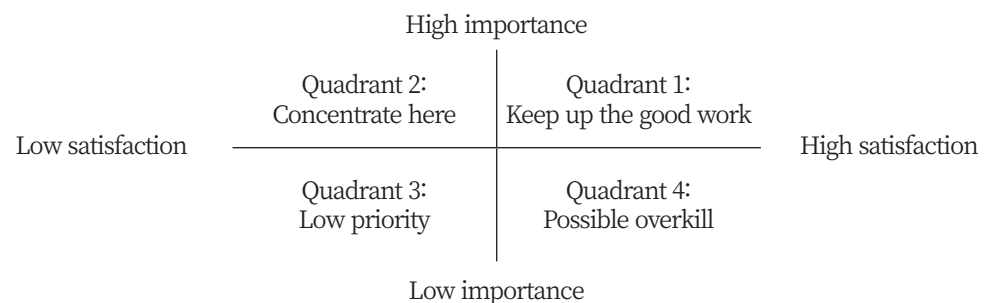 High importance
Quadrant 2:
Concentrate here
Quadrant 1:
Keep up the good work
Low satisfaction
High satisfaction
Quadrant 3:
Low priority
Quadrant 4:
Possible overkill
Low importance